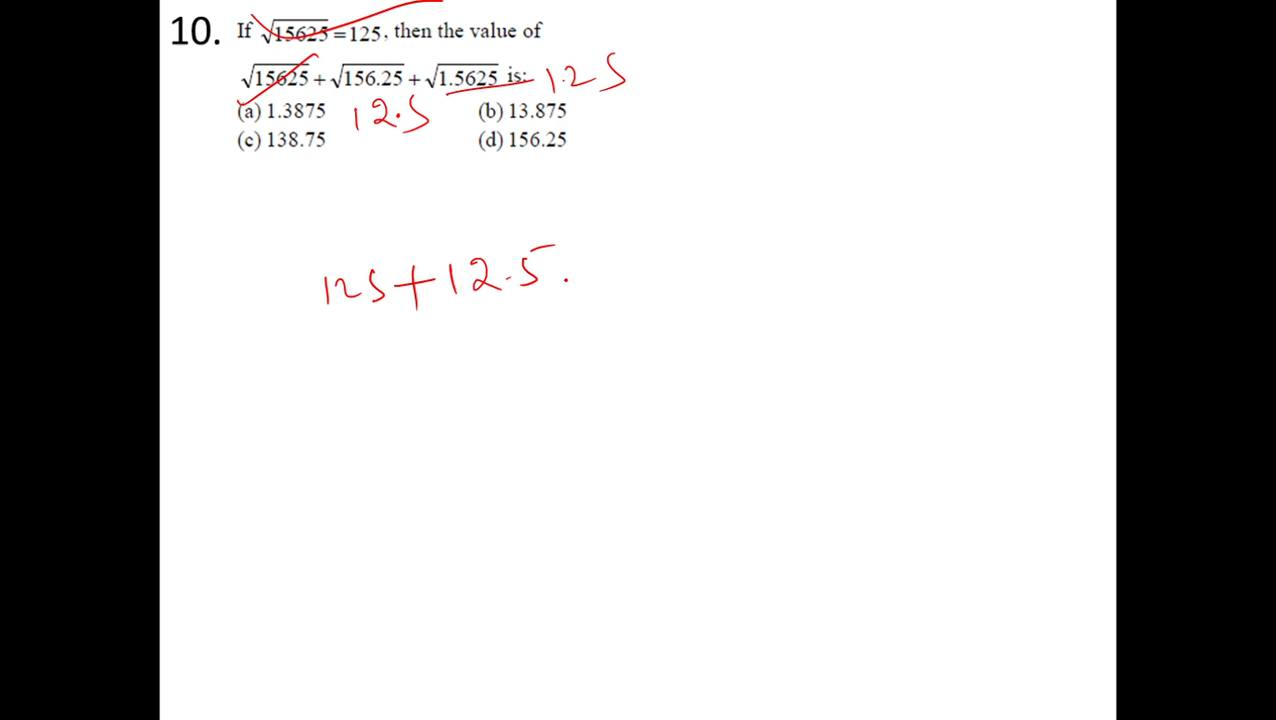 10. If √15625 = 125, then the value of
√15625 + √156.25 + √1.5625 is: 1.25
(a) 1.3875 12.5 (b) 13.875
(c) 138.75 (d) 156.25
125 + 12.5.